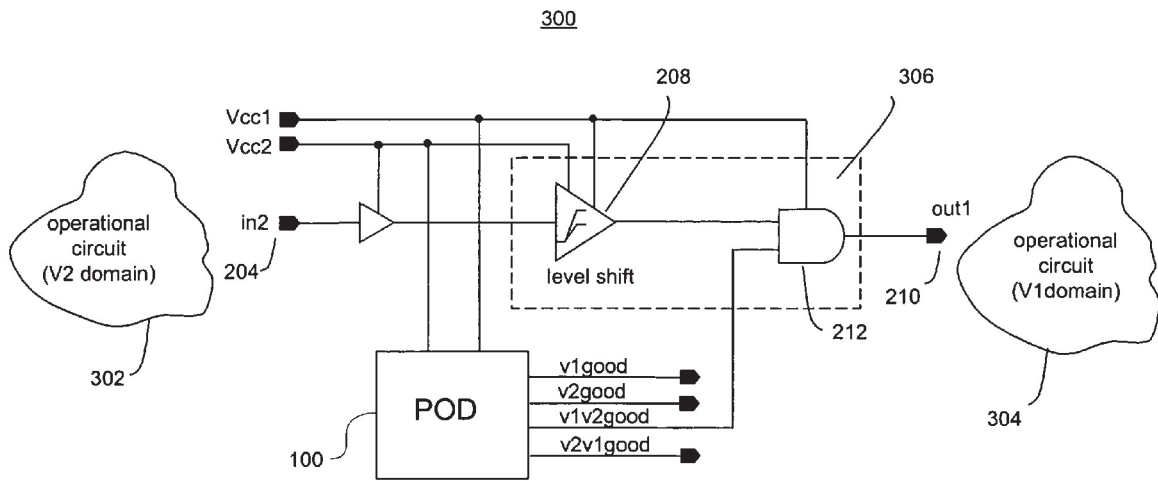 300
208
306
Vcc1
Vcc2
in2
204
operational
circuit
(V2 domain)
302
level shift
212
out1
210
operational
circuit
(V1domain)
304
POD
100
v1good
v2good
v1v2good
v2v1good